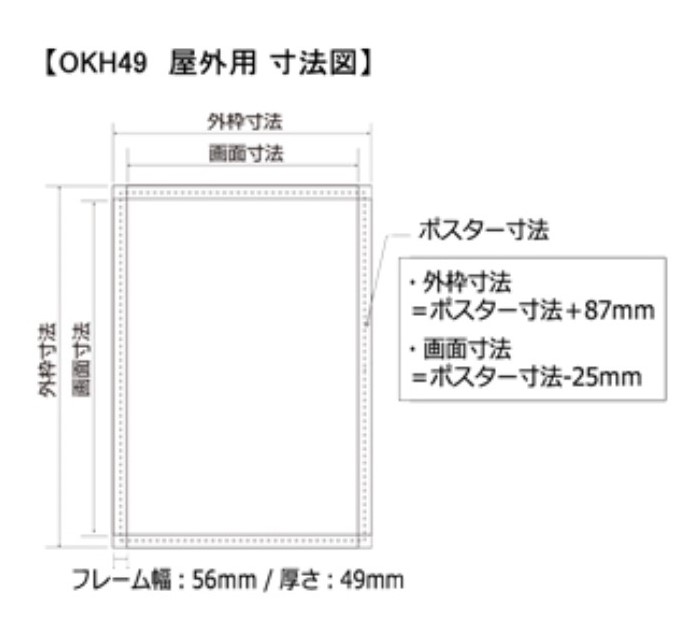 【OKH49 屋外用 寸法図】
外枠寸法
画面寸法
外枠寸法
画面寸法
ポスター寸法
・外枠寸法
=ポスター寸法+87mm
・画面寸法
=ポスター寸法-25mm
フレーム幅：56mm / 厚さ：49mm